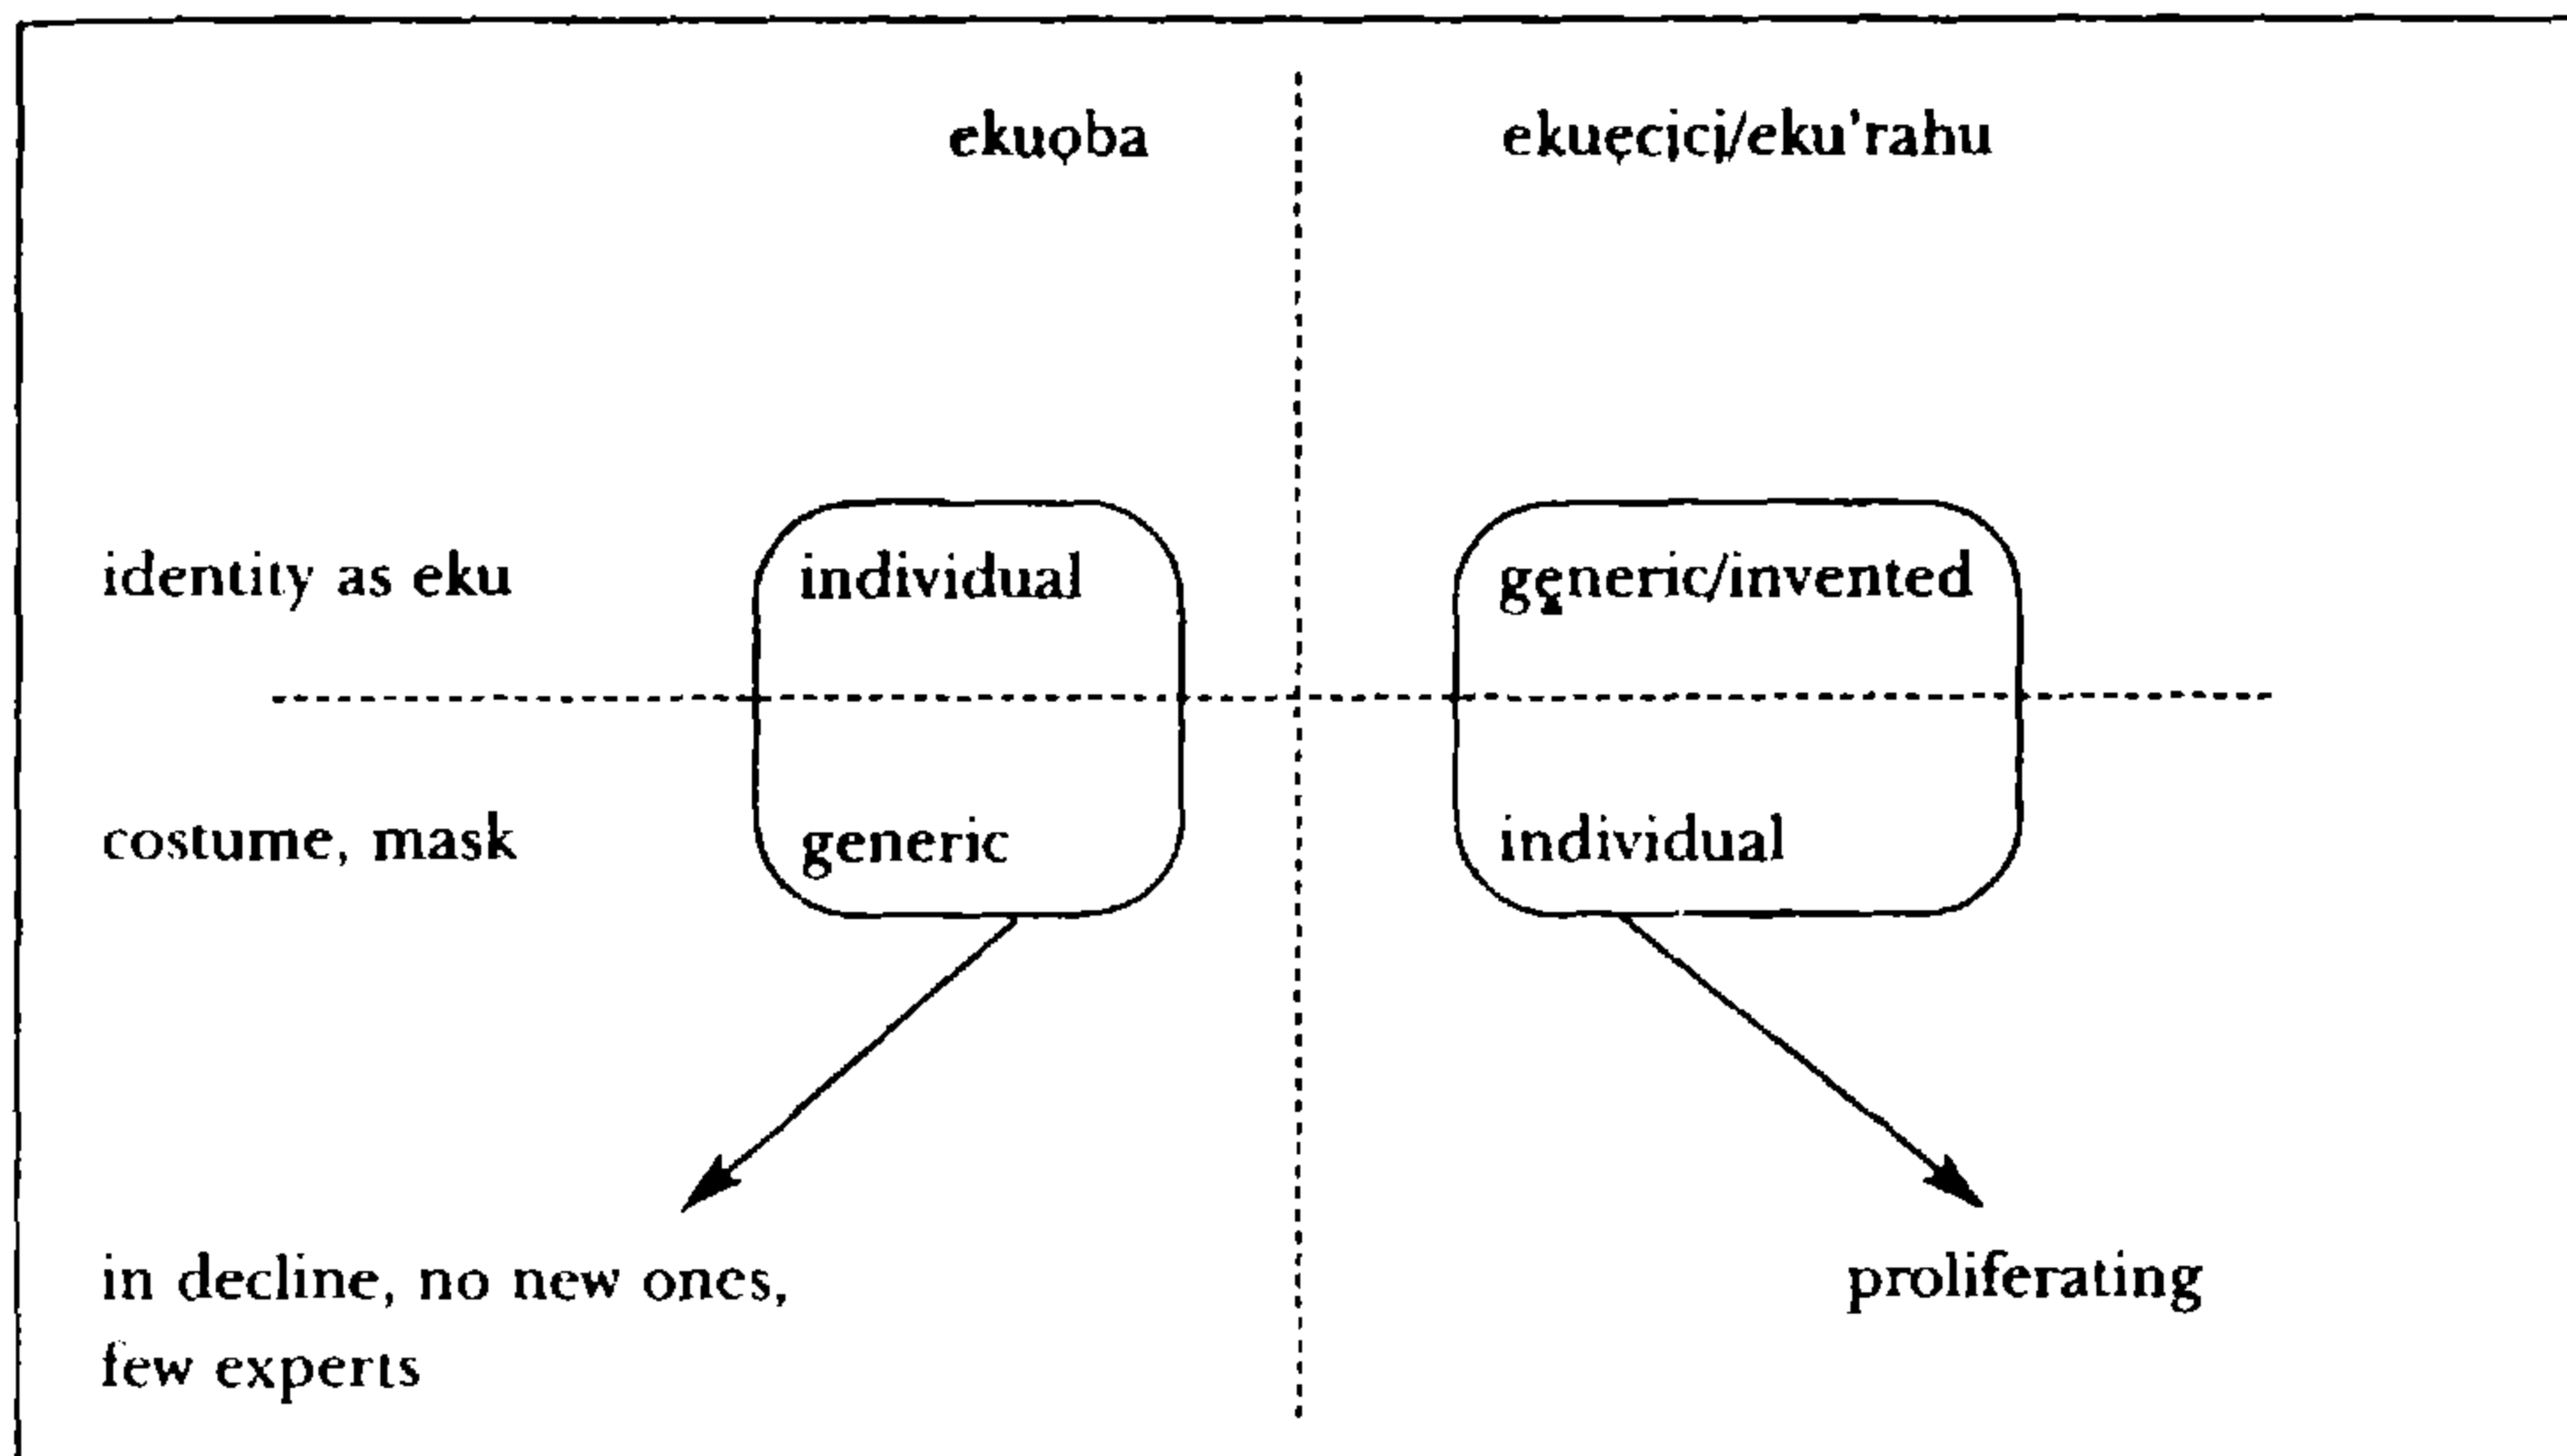 ekuọba ekuẹcịcị/eku'rahu
identity as eku individual generic/invented
costume, mask generic individual
in decline, no new ones, proliferating
few experts